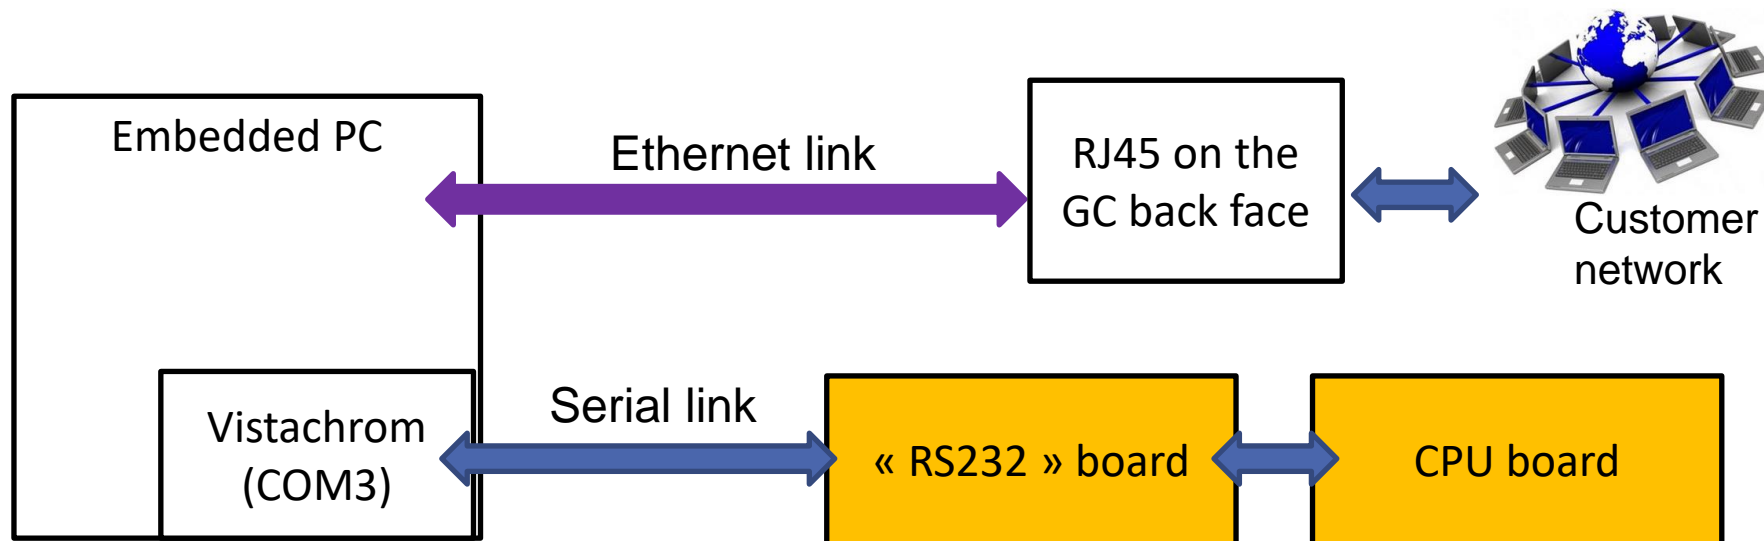 Embedded PC
Ethernet link
RJ45 on the
GC back face
Customer
network
Vistachrom
(COM3)
Serial link
« RS232 » board
CPU board